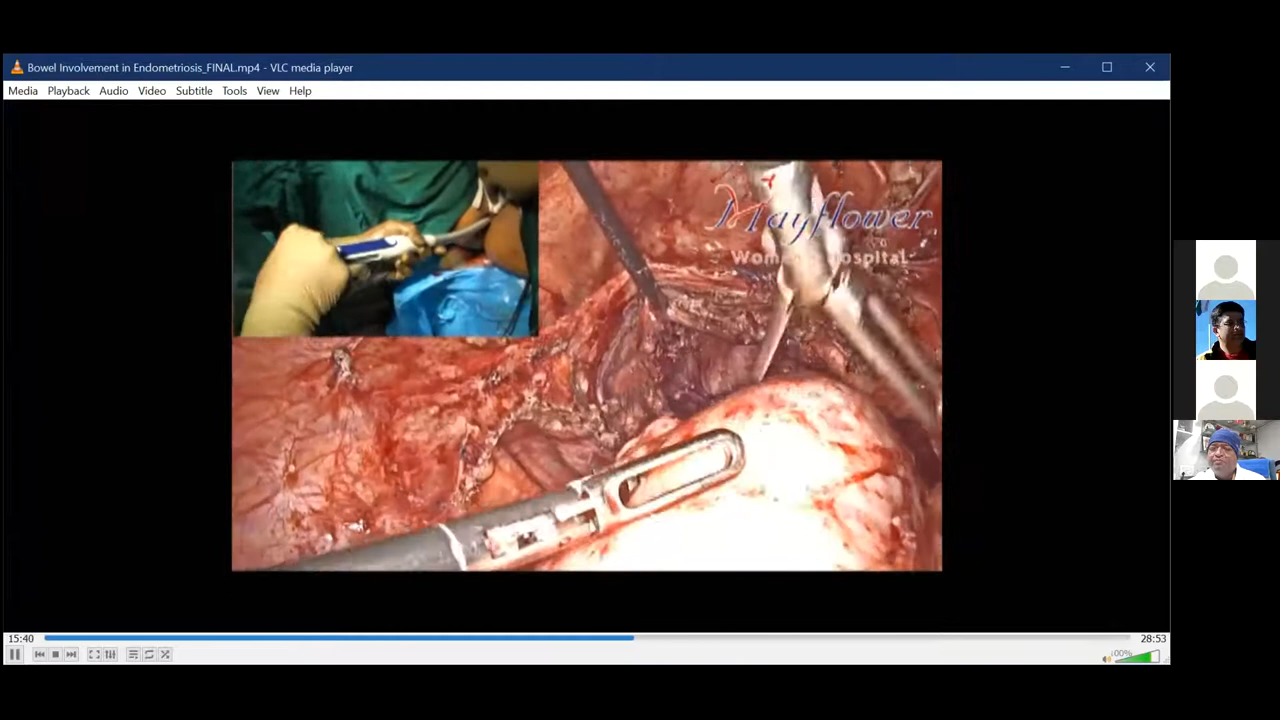 Bowel Involvement in Endometriosis_FINAL.mp4 - VLC media player
Media Playback Audio Video Subtitle Tools View Help
Mayflower
15:40
28:53